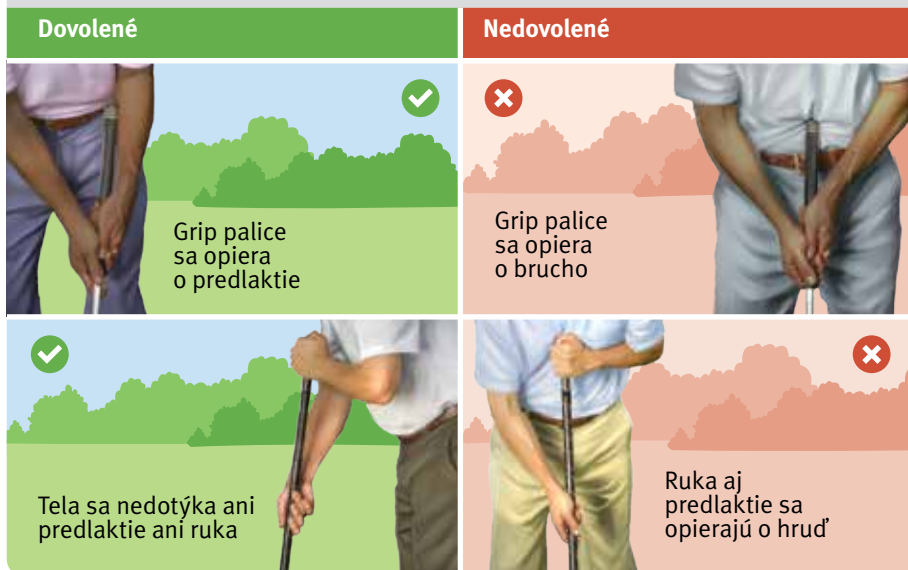 Dovolené
Nedovolené
Grip palice
sa opiera
o predlaktie
Grip palice
sa opiera
o brucho
Tela sa nedotýka ani
predlaktie ani ruka
Ruka aj
predlaktie sa
opierajú o hruď